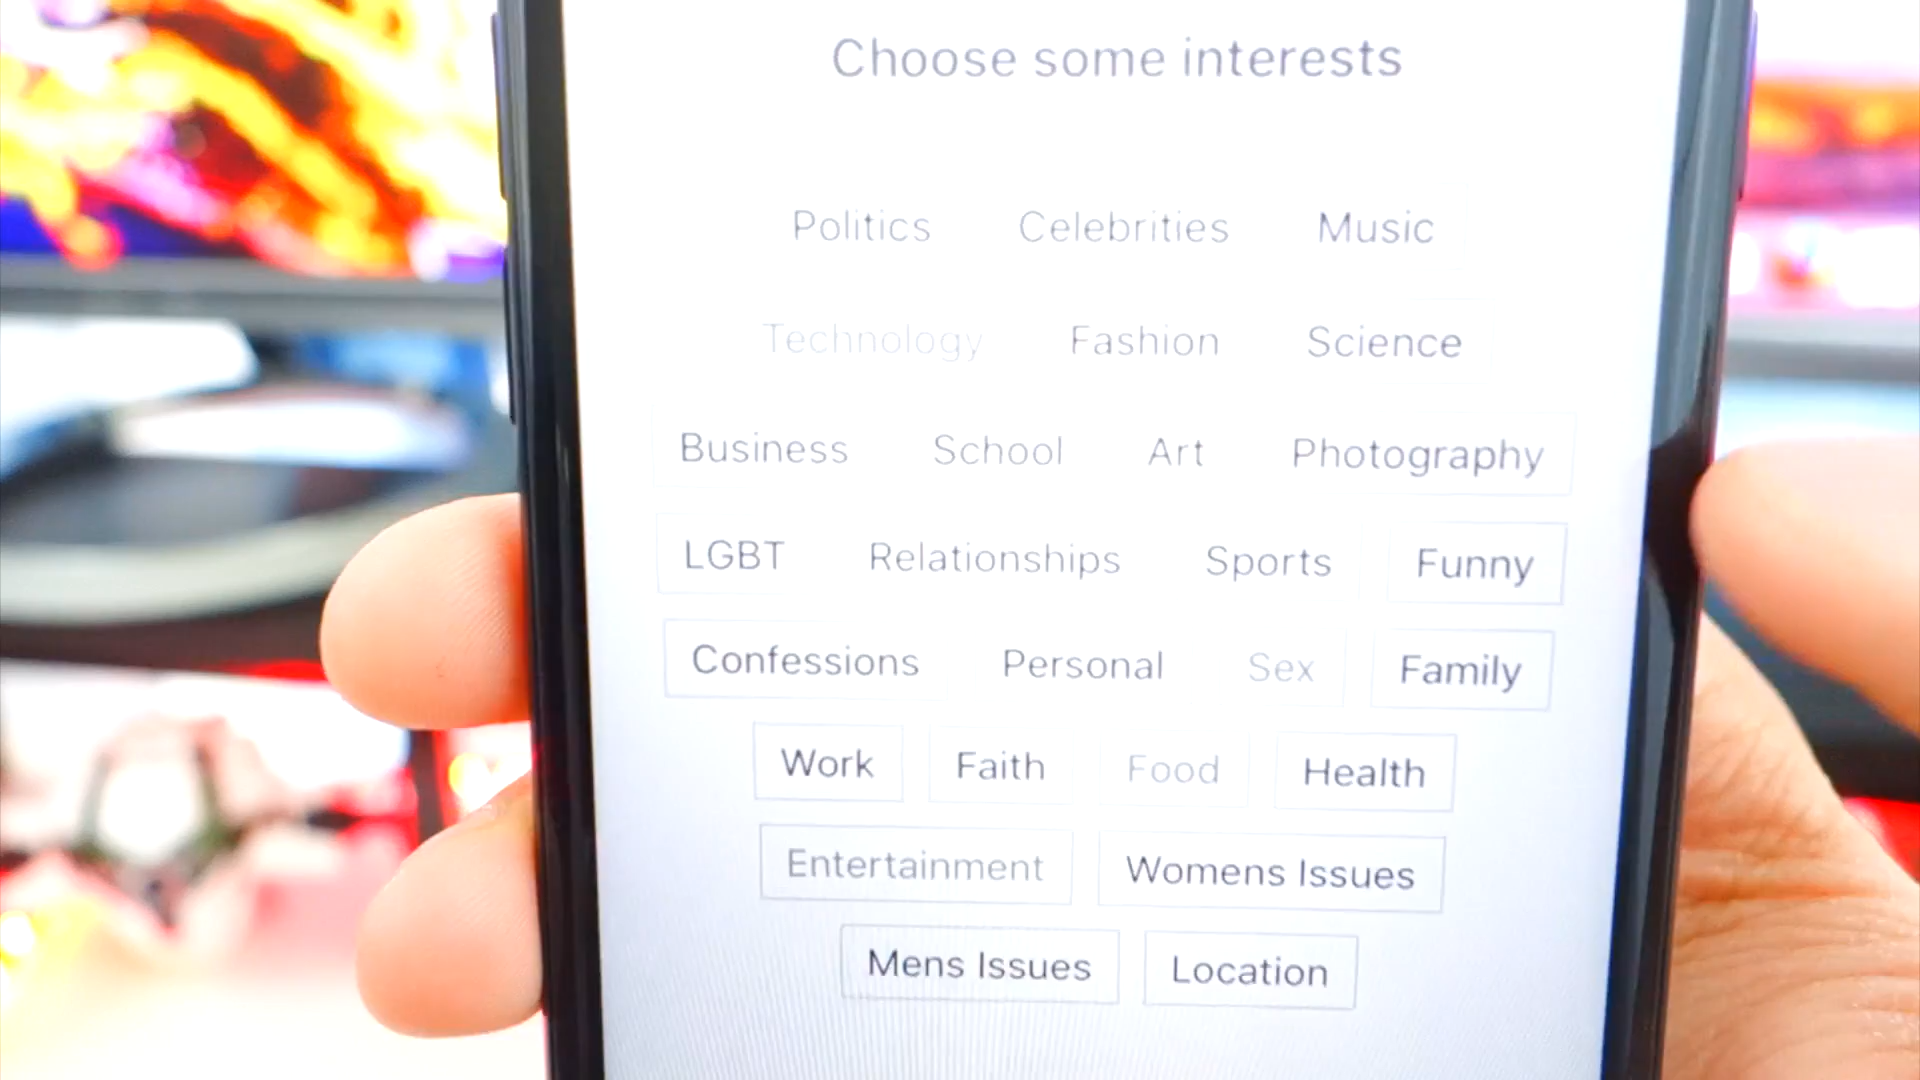 Choose some interests
Politics Celebrities Music
Technology Fashion Science
Business School Art Photography
LGBT Relationships Sports Funny
Confessions Personal Sex Family
Work Faith Food Health
Entertainment Womens Issues
Mens Issues Location